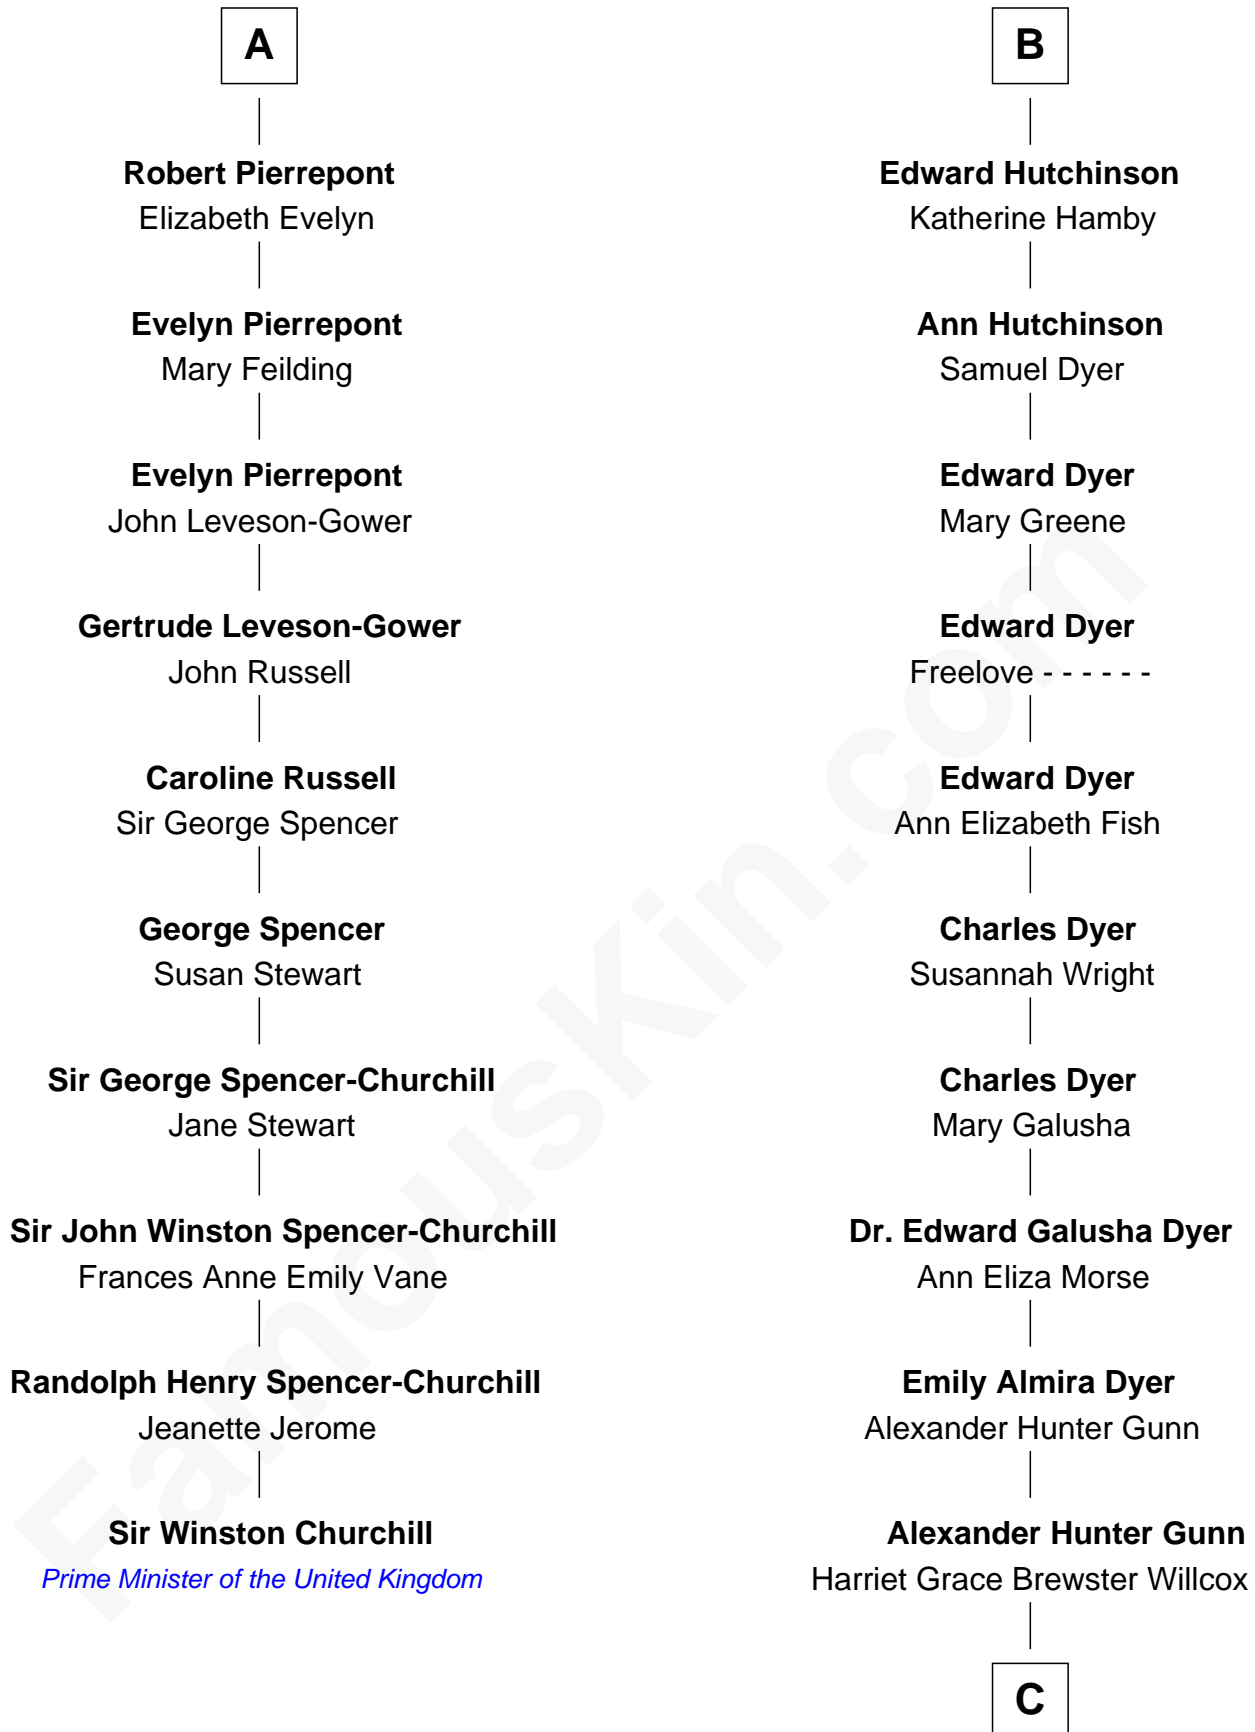 A
Robert Pierrepont
Elizabeth Evelyn
Evelyn Pierrepont
Mary Feilding
Evelyn Pierrepont
John Leveson-Gower
Gertrude Leveson-Gower
John Russell
Caroline Russell
Sir George Spencer
George Spencer
Susan Stewart
Sir George Spencer-Churchill
Jane Stewart
Sir John Winston Spencer-Churchill
Frances Anne Emily Vane
Randolph Henry Spencer-Churchill
Jeanette Jerome
Sir Winston Churchill
Prime Minister of the United Kingdom
B
Edward Hutchinson
Katherine Hamby
Ann Hutchinson
Samuel Dyer
Edward Dyer
Mary Greene
Edward Dyer
Freelove - - - - - -
Edward Dyer
Ann Elizabeth Fish
Charles Dyer
Susannah Wright
Charles Dyer
Mary Galusha
Dr. Edward Galusha Dyer
Ann Eliza Morse
Emily Almira Dyer
Alexander Hunter Gunn
Alexander Hunter Gunn
Harriet Grace Brewster Willcox
C
FamousKin.com